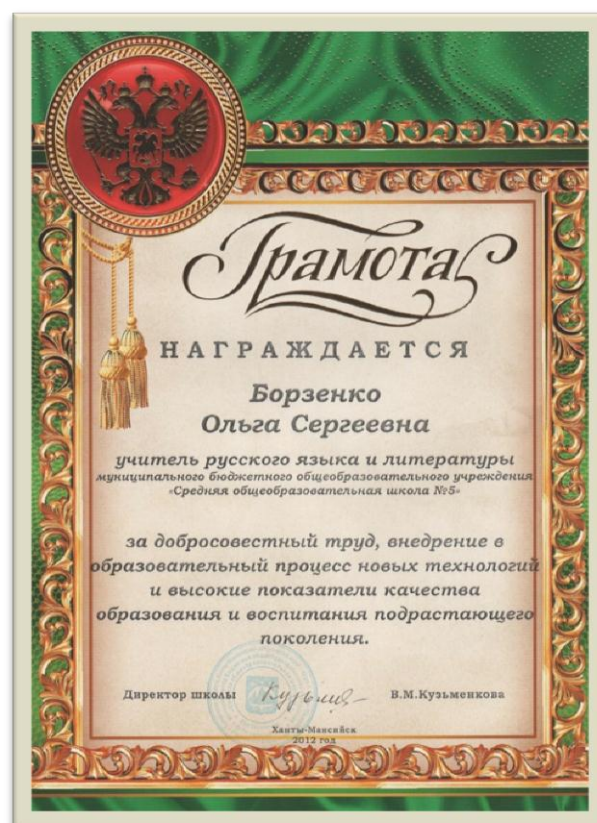 Грамота
НАГРАЖДАЕТСЯ
Борзенко
Ольга Сергеевна
учитель русского языка и литературы
муниципального бюджетного общеобразовательного учреждения
«Средняя общеобразовательная школа №5»
за добросовестный труд, внедрение в
образовательный процесс новых технологий
и высокие показатели качества
образования и воспитания подрастающего
поколения.
Директор школы В.М.Кузьменкова
Ханты-Мансийск
2012 год